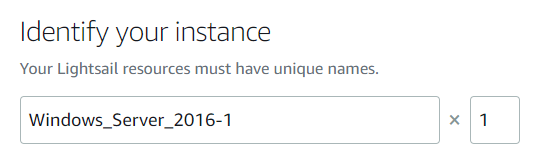 Identify your instance
Your Lightsail resources must have unique names.
Windows_Server_2016-1 × 1